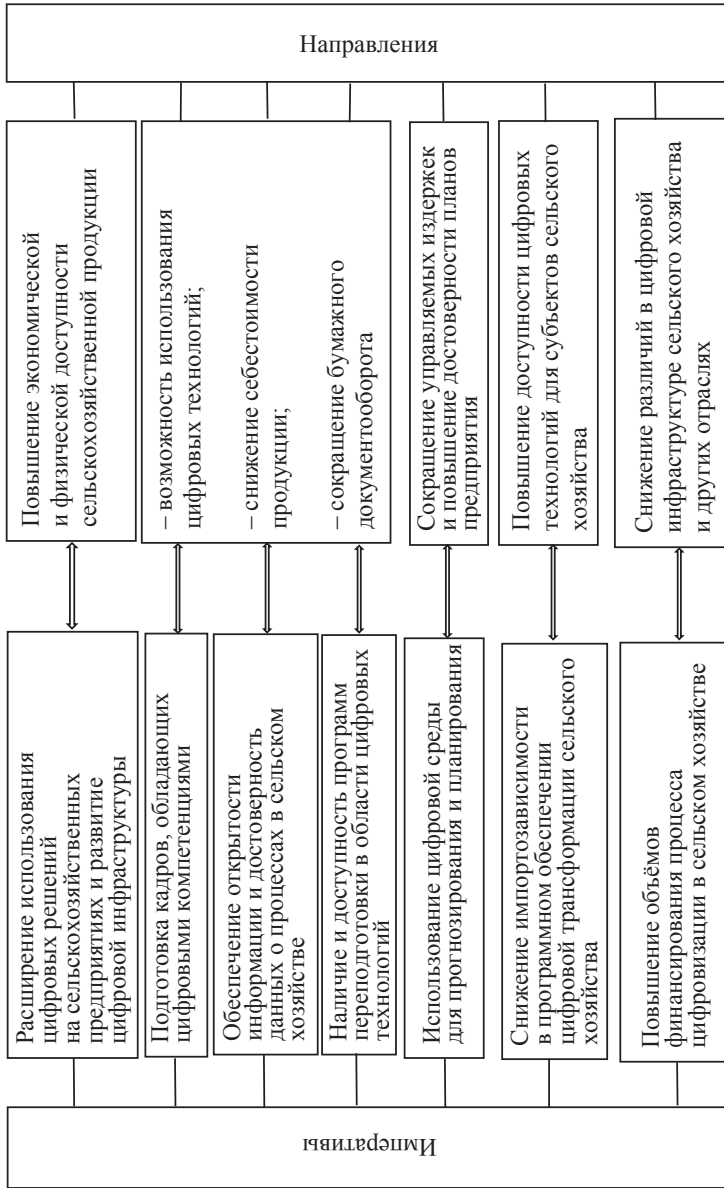 Направления
Повышение экономической
и физической доступности
сельскохозяйственной продукции
– возможность использования
цифровых технологий;
– снижение себестоимости
продукции;
– сокращение бумажного
документооборота
Сокращение управляемых издержек
и повышение достоверности планов
предприятия
Повышение доступности цифровых
технологий для субъектов сельского
хозяйства
Снижение различий в цифровой
инфраструктуре сельского хозяйства
и других отраслях
Расширение использования
цифровых решений
на сельскохозяйственных
предприятиях и развитие
цифровой инфраструктуры
Подготовка кадров, обладающих
цифровыми компетенциями
Обеспечение открытости
информации и достоверность
данных о процессах в сельском
хозяйстве
Наличие и доступность программ
переподготовки в области цифровых
технологий
Использование цифровой среды
для прогнозирования и планирования
Снижение импортозависимости
в программном обеспечении
цифровой трансформации сельского
хозяйства
Повышение объёмов
финансирования процесса
цифровизации в сельском хозяйстве
Императивы